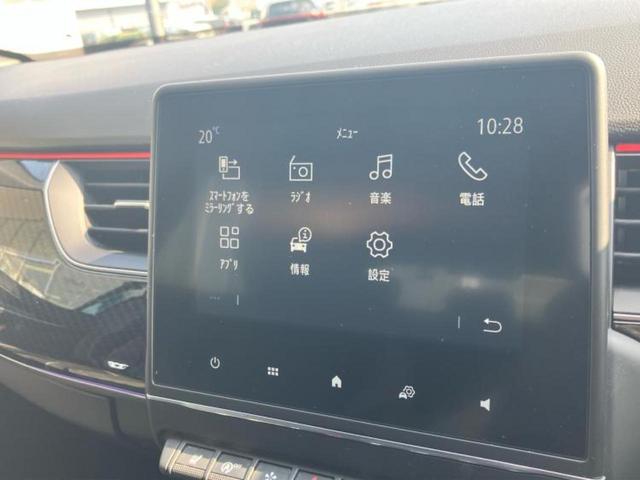 20℃ ﾒﾆｭｰ 10:28
ｽﾏｰﾄﾌｫﾝを
ﾐﾗｰﾘﾝｸﾞする
ﾗｼﾞｵ
音楽
電話
ｱﾌﾟﾘ
情報
設定